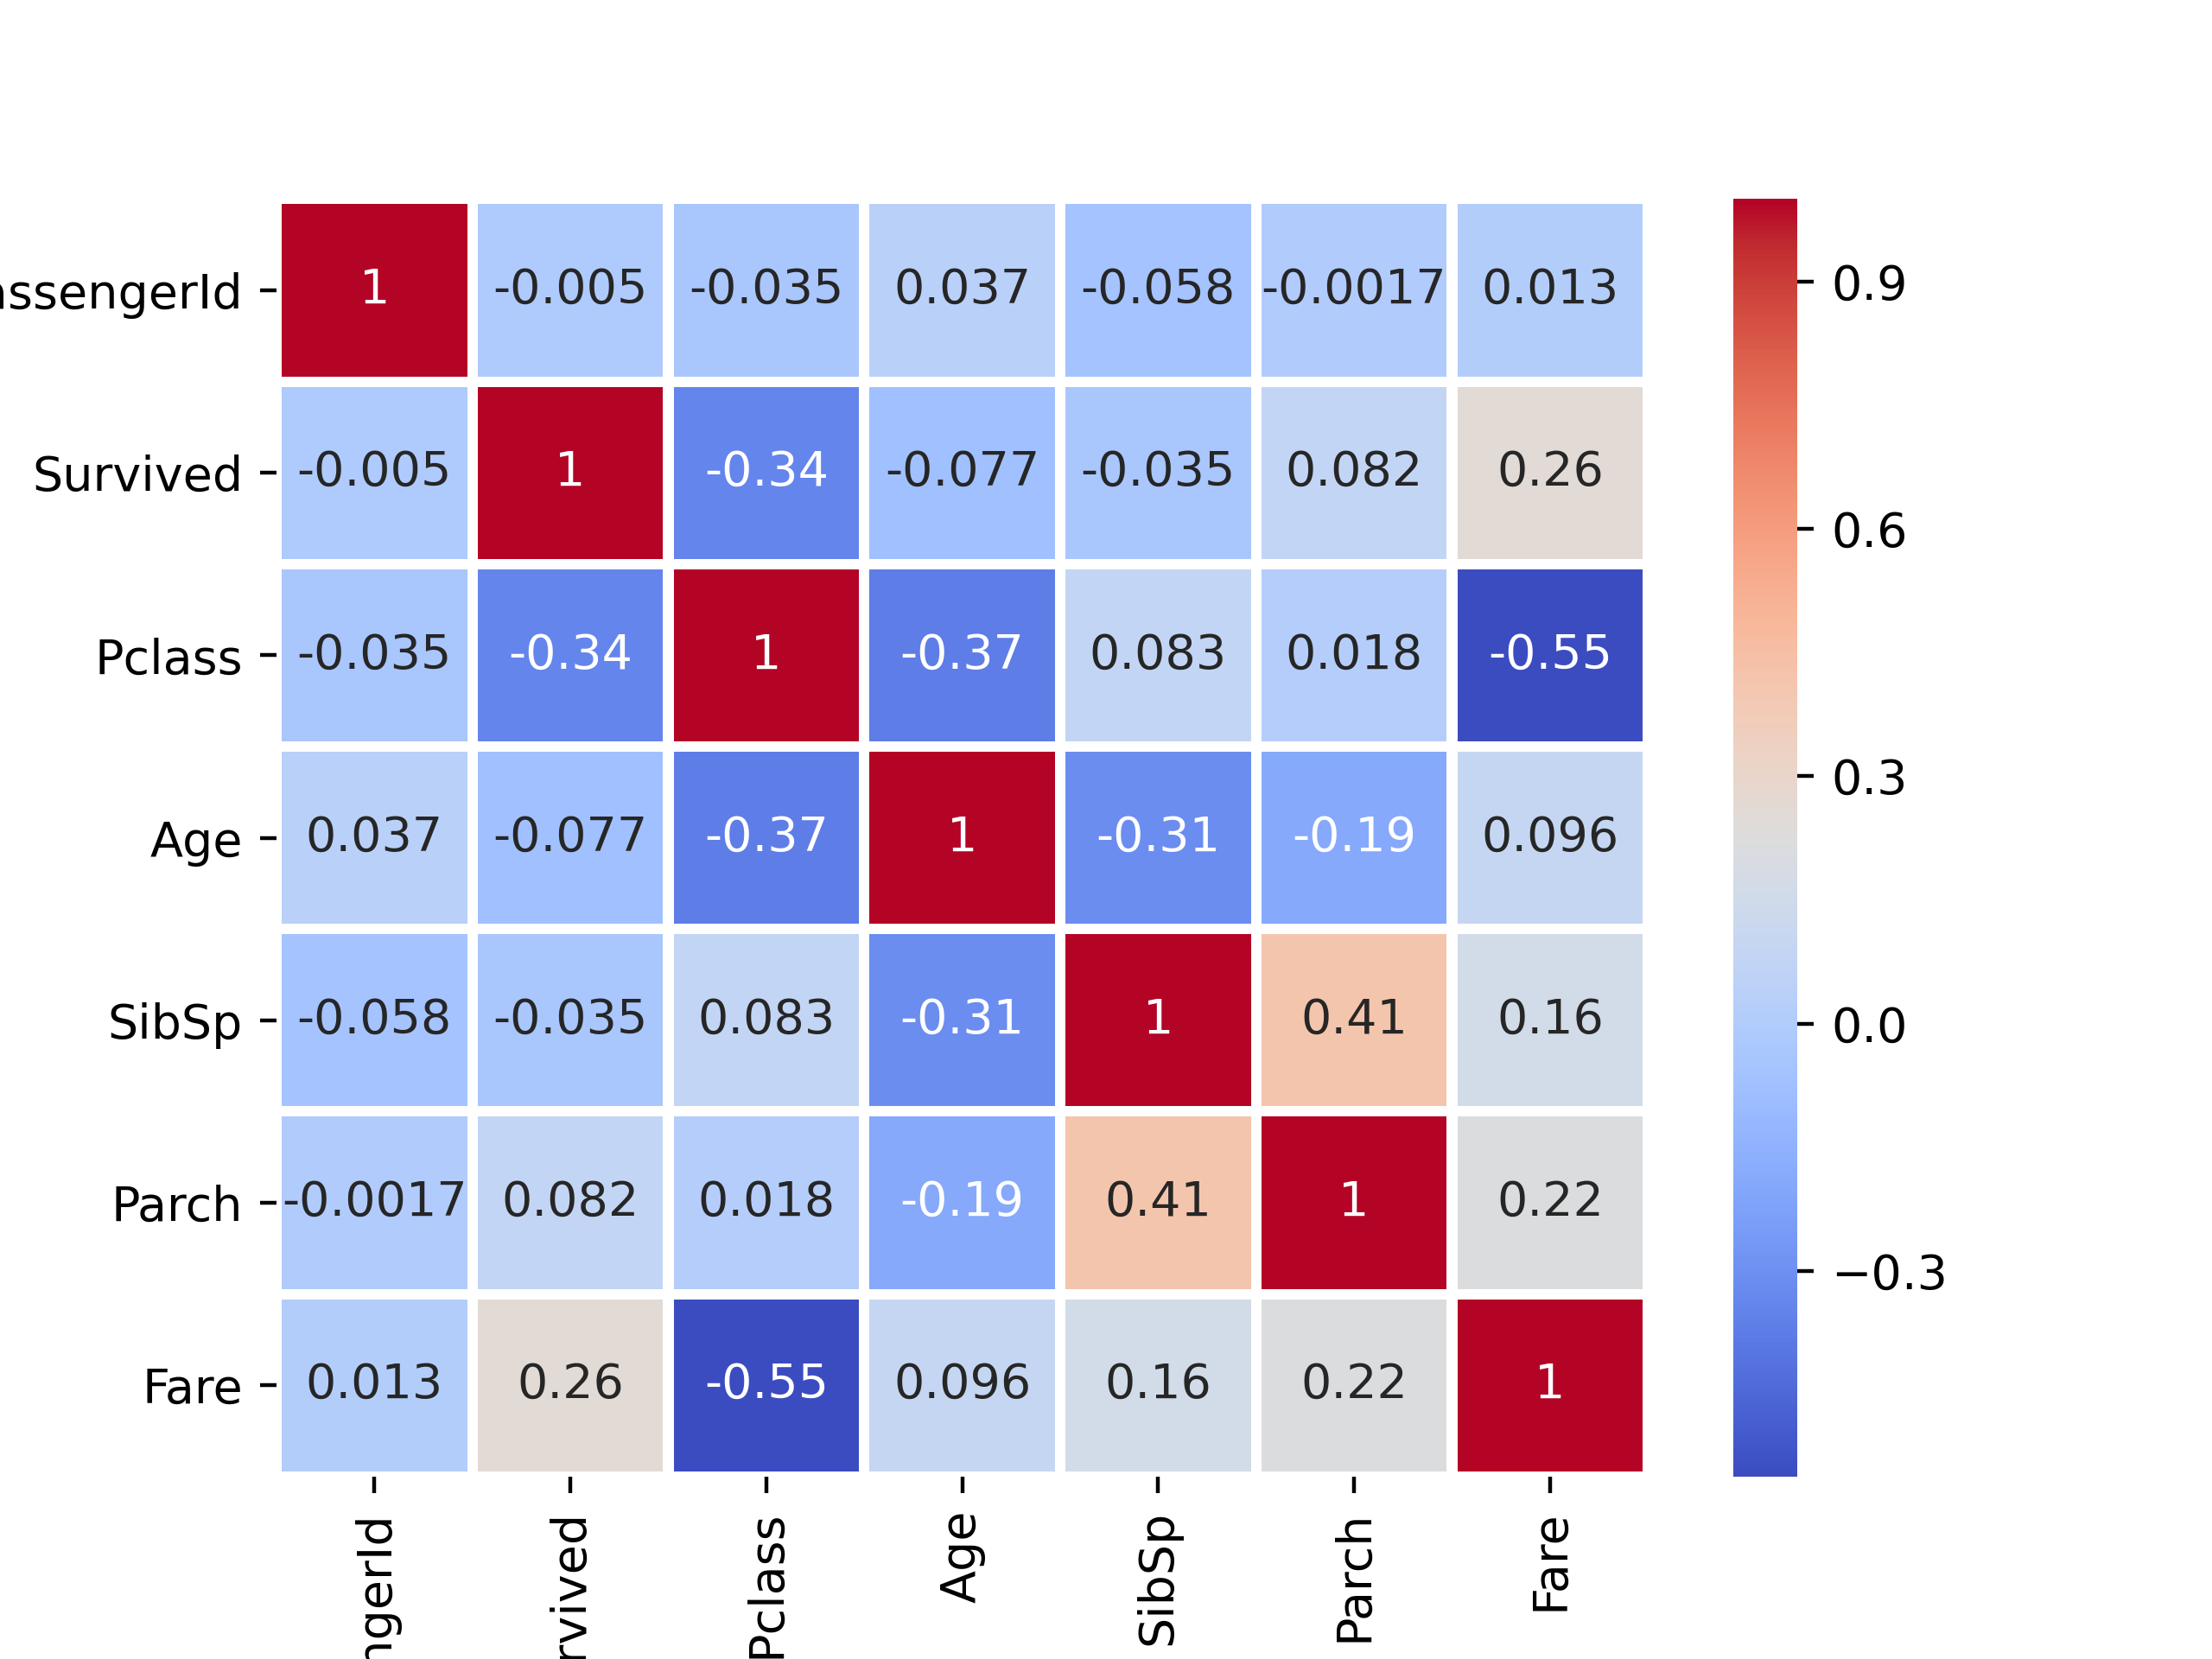 assengerId 1 -0.005 -0.035 0.037 -0.058 -0.0017 0.013
Survived -0.005 1 -0.34 -0.077 -0.035 0.082 0.26
Pclass -0.035 -0.34 1 -0.37 0.083 0.018 -0.55
Age 0.037 -0.077 -0.37 1 -0.31 -0.19 0.096
SibSp -0.058 -0.035 0.083 -0.31 1 0.41 0.16
Parch -0.0017 0.082 0.018 -0.19 0.41 1 0.22
Fare 0.013 0.26 -0.55 0.096 0.16 0.22 1
ngerId
rvived
Pclass
Age
SibSp
Parch
Fare
0.9
0.6
0.3
0.0
−0.3